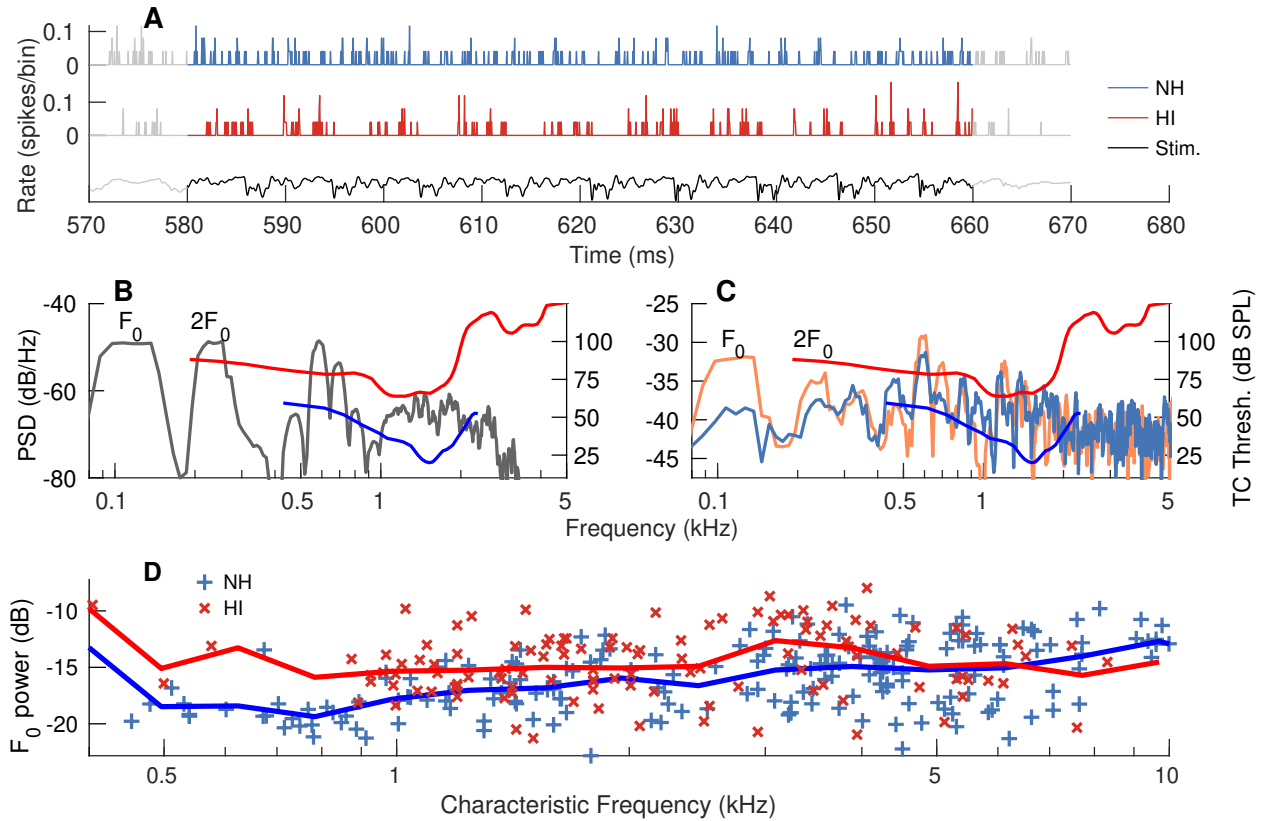 A
Rate (spikes/bin)
0.1
0
0.1
0
NH
HI
Stim.
570 580 590 600 610 620 630 640 650 660 670 680
Time (ms)
B
PSD (dB/Hz)
-40
-60
-80
F0
2F0
100
75
50
25
0.1 0.5 1 5
C
-25
-30
-35
-40
-45
F0
2F0
100
75
50
25
TC Thresh. (dB SPL)
0.1 0.5 1 5
Frequency (kHz)
D
F0 power (dB)
-10
-15
-20
NH
HI
0.5 1 5 10
Characteristic Frequency (kHz)